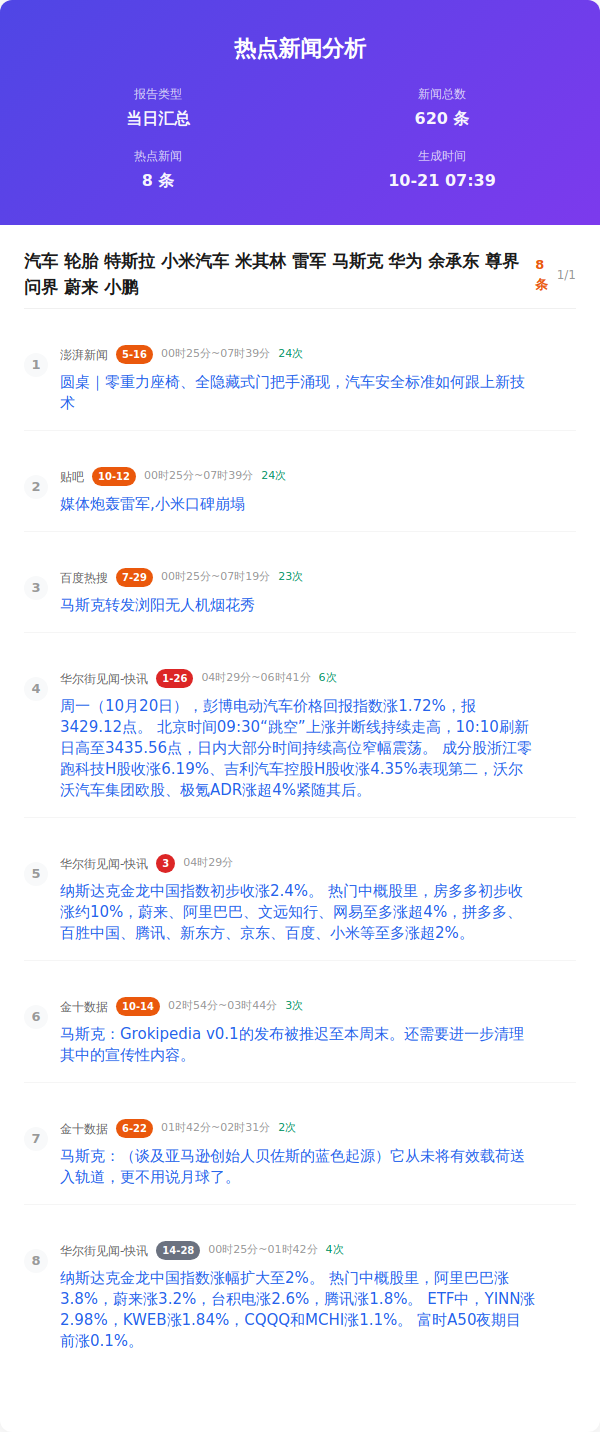 热点新闻分析
报告类型
当日汇总
新闻总数
620 条
热点新闻
8 条
生成时间
10-21 07:39
汽车 轮胎 特斯拉 小米汽车 米其林 雷军 马斯克 华为 余承东 尊界
问界 蔚来 小鹏
8
条
1/1
1
澎湃新闻 5-16 00时25分~07时39分 24次
圆桌｜零重力座椅、全隐藏式门把手涌现，汽车安全标准如何跟上新技
术
2
贴吧 10-12 00时25分~07时39分 24次
媒体炮轰雷军,小米口碑崩塌
3
百度热搜 7-29 00时25分~07时19分 23次
马斯克转发浏阳无人机烟花秀
4
华尔街见闻-快讯 1-26 04时29分~06时41分 6次
周一（10月20日），彭博电动汽车价格回报指数涨1.72%，报
3429.12点。 北京时间09:30“跳空”上涨并断线持续走高，10:10刷新
日高至3435.56点，日内大部分时间持续高位窄幅震荡。 成分股浙江零
跑科技H股收涨6.19%、吉利汽车控股H股收涨4.35%表现第二，沃尔
沃汽车集团欧股、极氪ADR涨超4%紧随其后。
5
华尔街见闻-快讯 3 04时29分
纳斯达克金龙中国指数初步收涨2.4%。 热门中概股里，房多多初步收
涨约10%，蔚来、阿里巴巴、文远知行、网易至多涨超4%，拼多多、
百胜中国、腾讯、新东方、京东、百度、小米等至多涨超2%。
6
金十数据 10-14 02时54分~03时44分 3次
马斯克：Grokipedia v0.1的发布被推迟至本周末。还需要进一步清理
其中的宣传性内容。
7
金十数据 6-22 01时42分~02时31分 2次
马斯克：（谈及亚马逊创始人贝佐斯的蓝色起源）它从未将有效载荷送
入轨道，更不用说月球了。
8
华尔街见闻-快讯 14-28 00时25分~01时42分 4次
纳斯达克金龙中国指数涨幅扩大至2%。 热门中概股里，阿里巴巴涨
3.8%，蔚来涨3.2%，台积电涨2.6%，腾讯涨1.8%。 ETF中，YINN涨
2.98%，KWEB涨1.84%，CQQQ和MCHI涨1.1%。 富时A50夜期目
前涨0.1%。